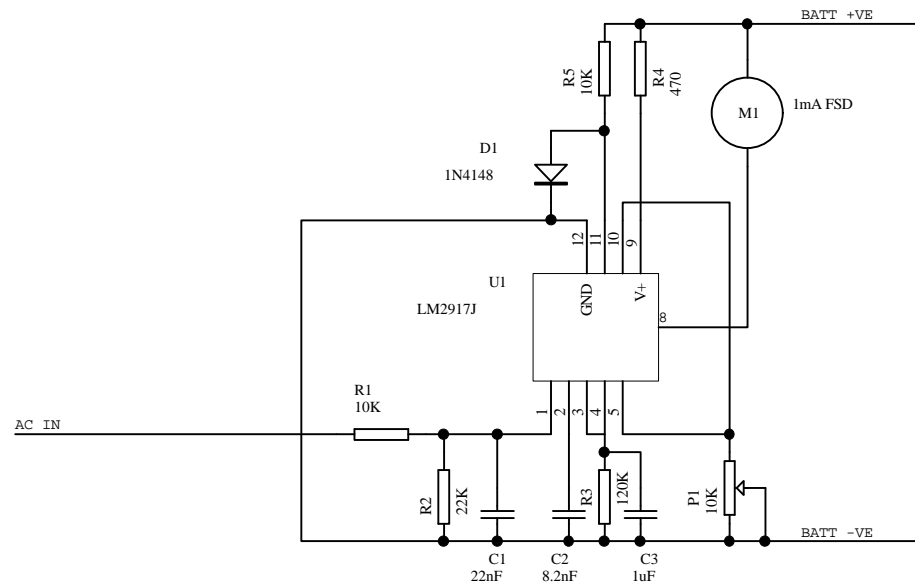 BATT +VE
R5
10K
R4
470
M1
1mA FSD
D1
1N4148
12
11
10
9
U1
GND
V+
LM2917J
8
R1
10K
1
2
3
4
5
AC IN
R2
22K
R3
120K
P1
10K
BATT -VE
C1
22nF
C2
8.2nF
C3
1uF